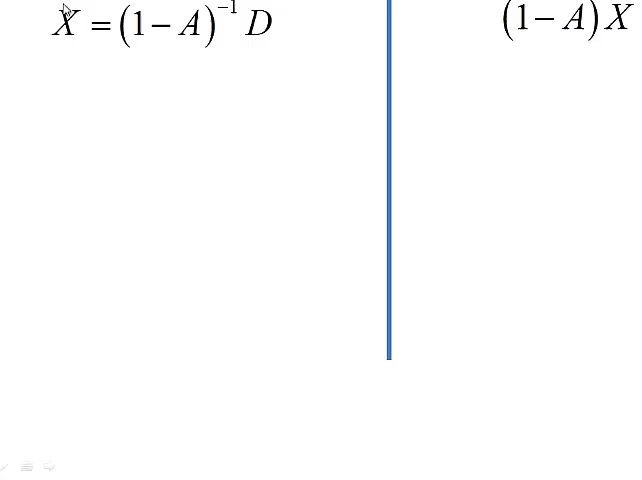 X = (1 − A)⁻¹ D
(1 − A) X